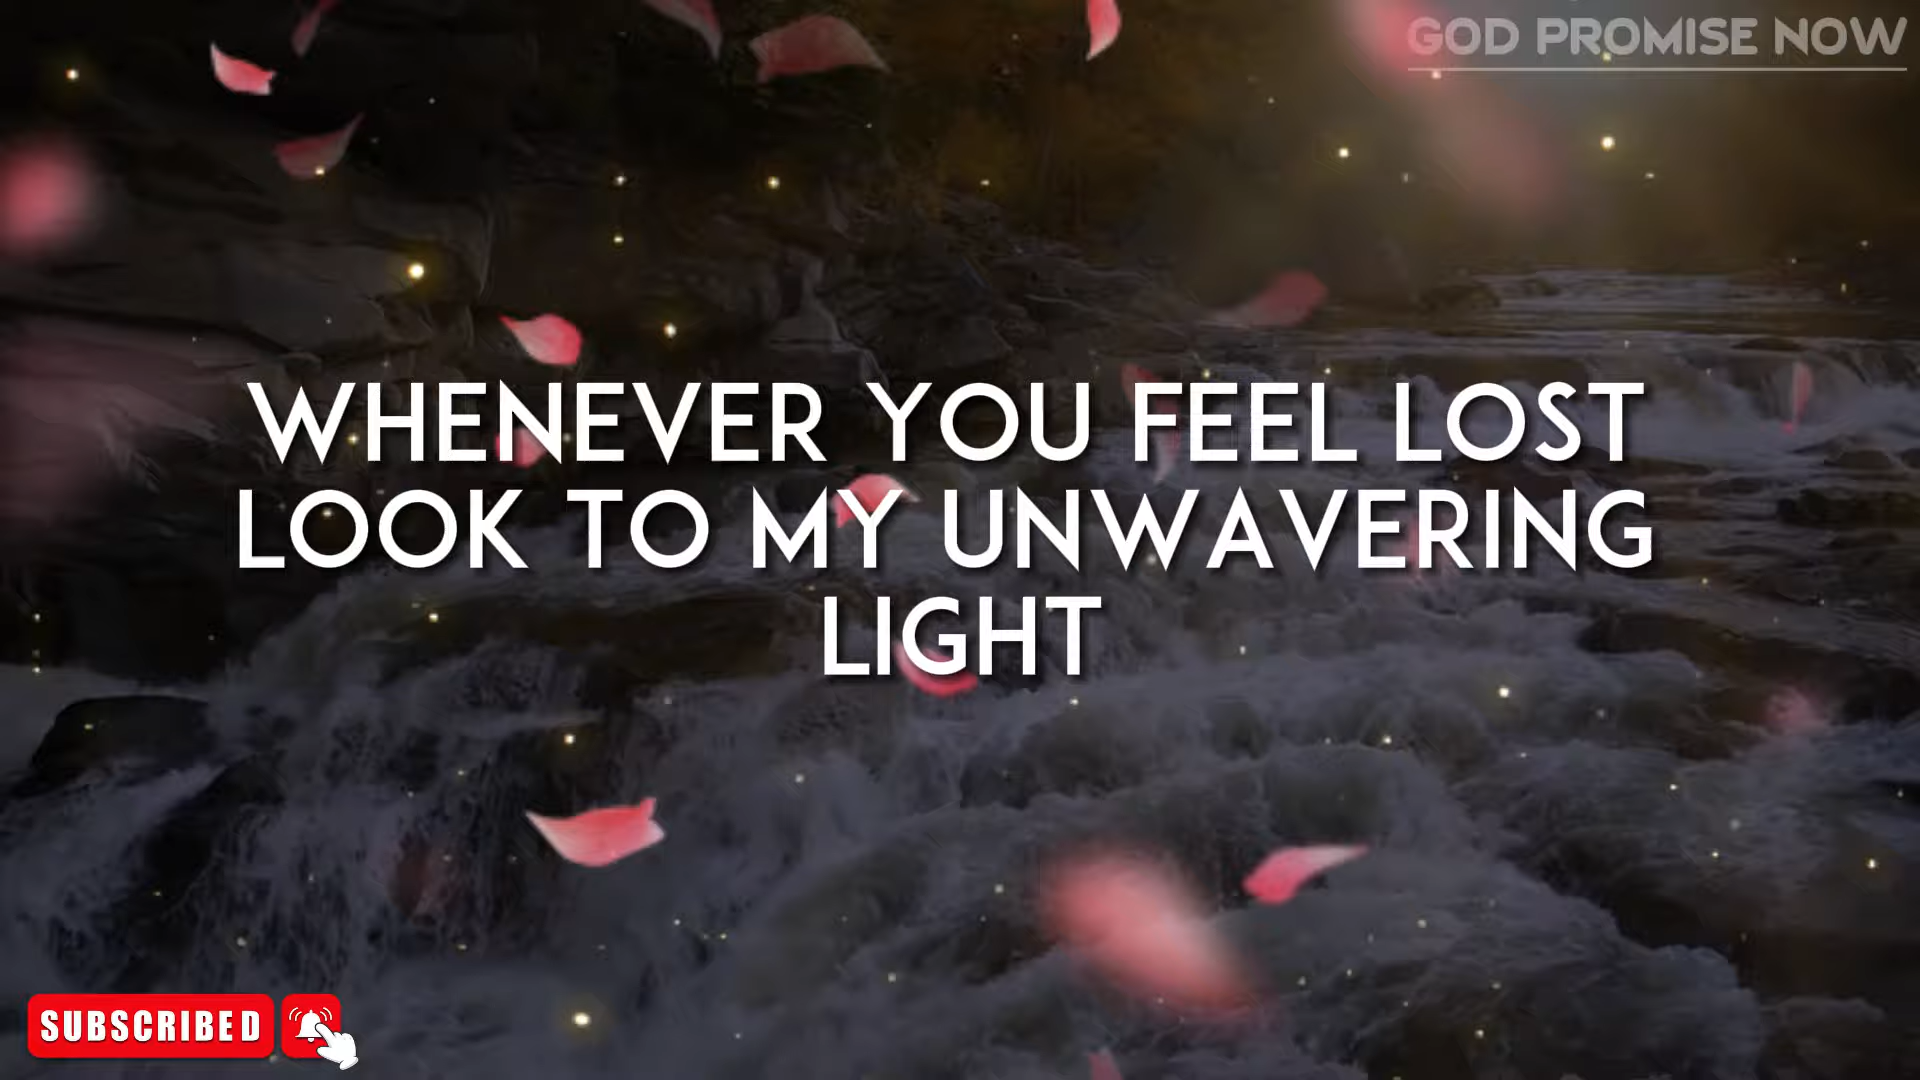 GOD PROMISE NOW
WHENEVER YOU FEEL LOST
LOOK TO MY UNWAVERING
LIGHT
SUBSCRIBED